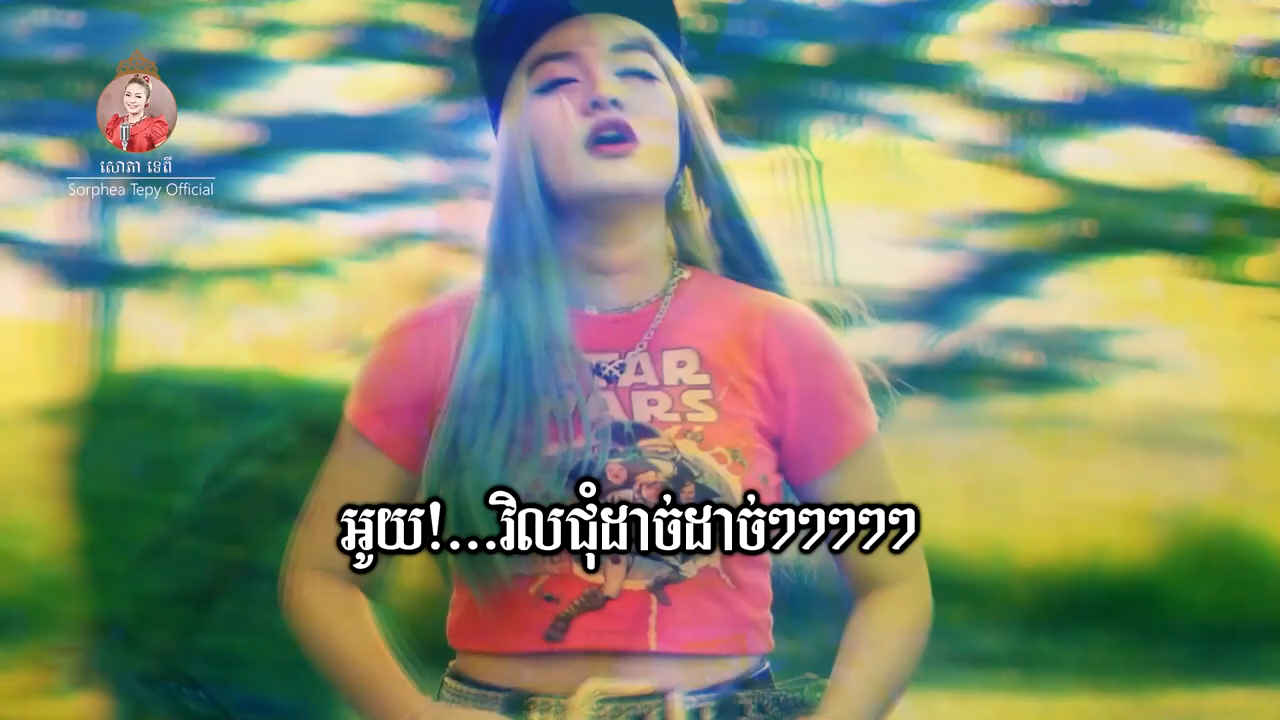 សោភា ទេពី
Sorphea Tepy Official
STAR
WARS
អូយ!...វិលជុំដាច់ដាច់ៗៗៗៗៗ